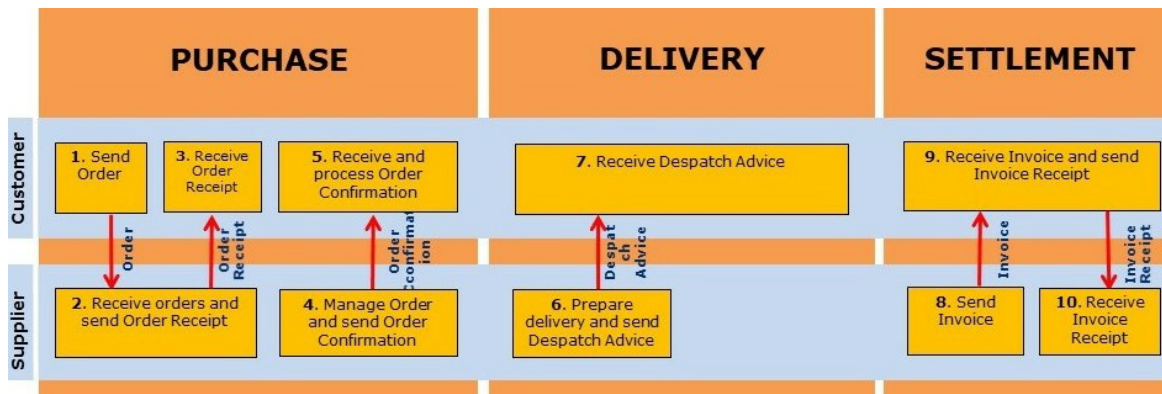 PURCHASE
DELIVERY
SETTLEMENT
Customer
1. Send
Order
3. Receive
Order
Receipt
5. Receive and
process Order
Confirmation
7. Receive Despatch Advice
9. Receive Invoice and send
Invoice Receipt
Order
Order
Receipt
Order
Cconfirmat
ion
Despat
ch
Advice
Invoice
Invoice
Receipt
Supplier
2. Receive orders and
send Order Receipt
4. Manage Order
and send Order
Confirmation
6. Prepare
delivery and send
Despatch Advice
8. Send
Invoice
10. Receive
Invoice
Receipt